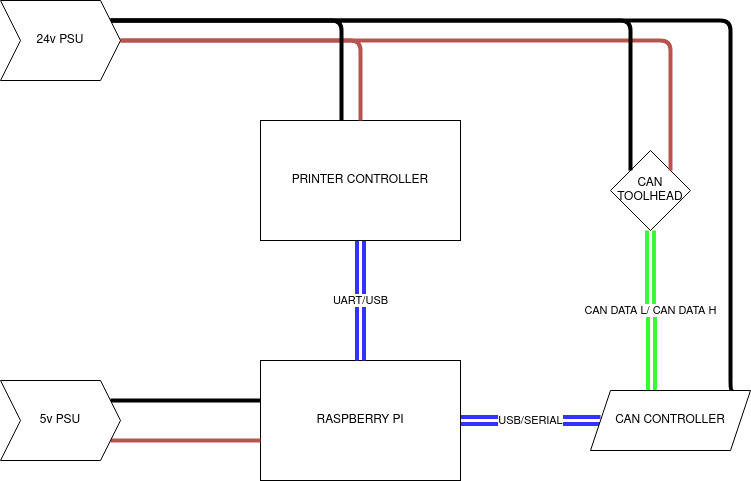 24v PSU
PRINTER CONTROLLER
CAN
TOOLHEAD
UART/USB
CAN DATA L/ CAN DATA H
5v PSU
RASPBERRY PI
USB/SERIAL
CAN CONTROLLER